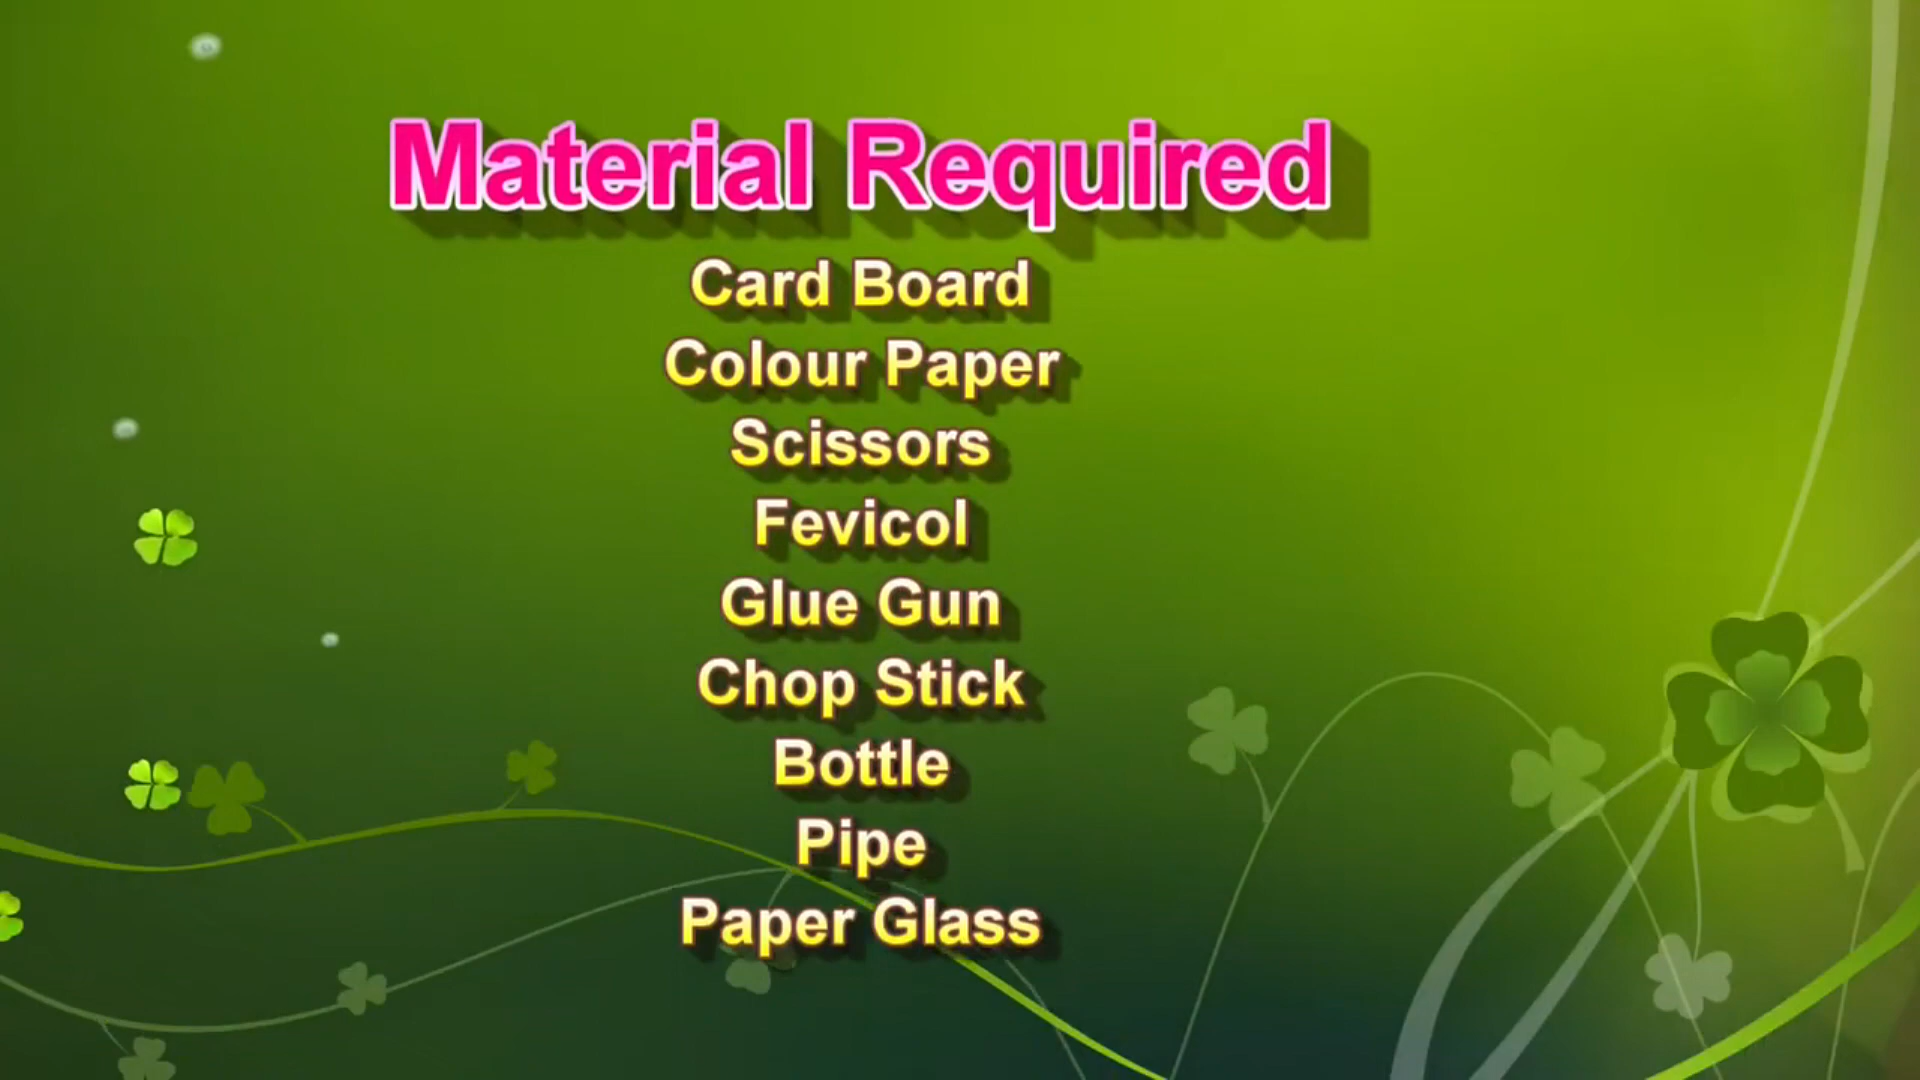 Material Required
Card Board
Colour Paper
Scissors
Fevicol
Glue Gun
Chop Stick
Bottle
Pipe
Paper Glass